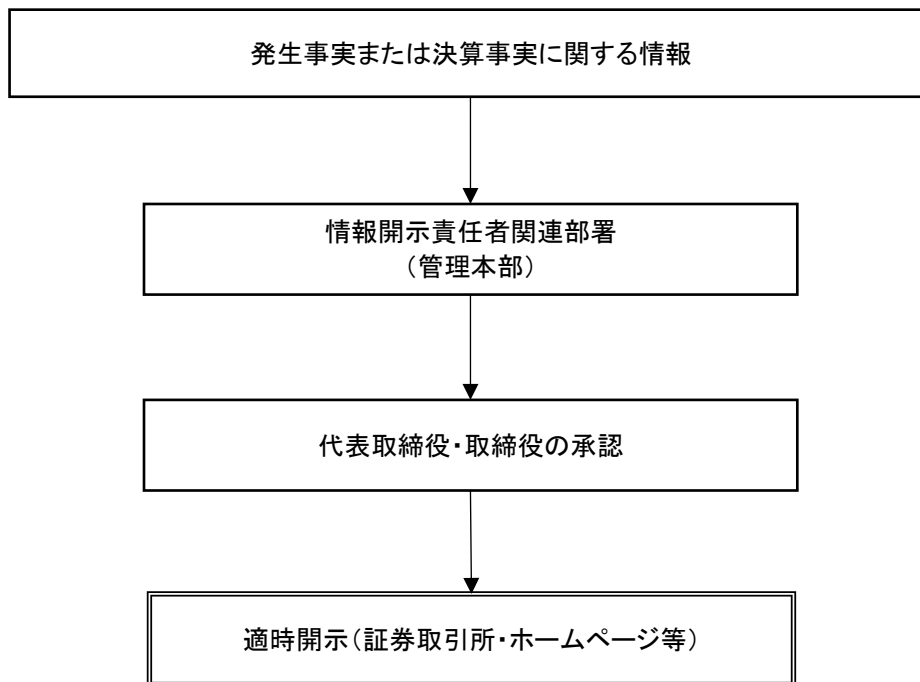 発生事実または決算事実に関する情報
情報開示責任者関連部署
（管理本部）
代表取締役・取締役の承認
適時開示（証券取引所・ホームページ等）